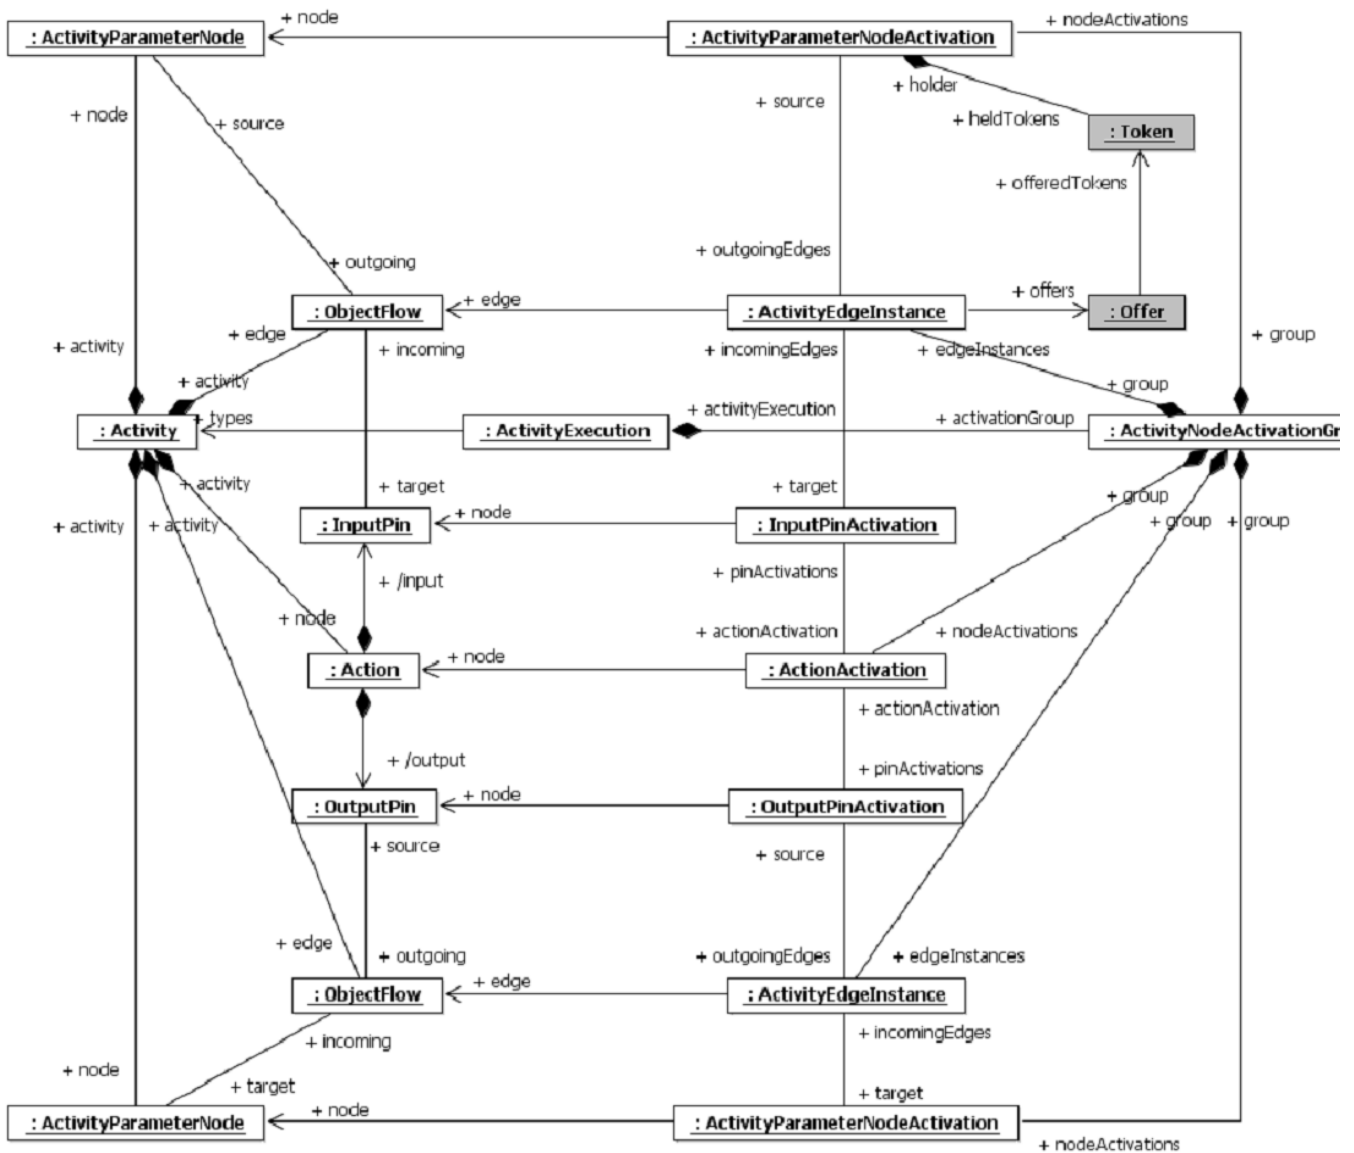 + node
+ nodeActivations
: ActivityParameterNode
: ActivityParameterNodeActivation
+ holder
+ source
+ node
+ source
+ heldTokens
: Token
+ offeredTokens
+ outgoingEdges
+ outgoing
+ offers
+ edge
: ObjectFlow
: ActivityEdgeInstance
: Offer
+ edge
+ group
+ activity
+ incoming
+ incomingEdges
+ edgeInstances
+ activity
+ group
+ types
+ activityExecution
+ activationGroup
: Activity
: ActivityExecution
: ActivityNodeActivationGr
+ activity
+ target
+ target
+ group
+ activity
+ activity
+ node
+ group
+ group
: InputPin
: InputPinActivation
+ /input
+ pinActivations
+ node
+ actionActivation
+ nodeActivations
+ node
: Action
: ActionActivation
+ actionActivation
+ /output
+ pinActivations
+ node
: OutputPin
: OutputPinActivation
+ source
+ source
+ edge
+ outgoing
+ outgoingEdges
+ edgeInstances
+ edge
: ObjectFlow
: ActivityEdgeInstance
+ incoming
+ incomingEdges
+ node
+ target
+ target
+ node
: ActivityParameterNode
: ActivityParameterNodeActivation
+ nodeActivations